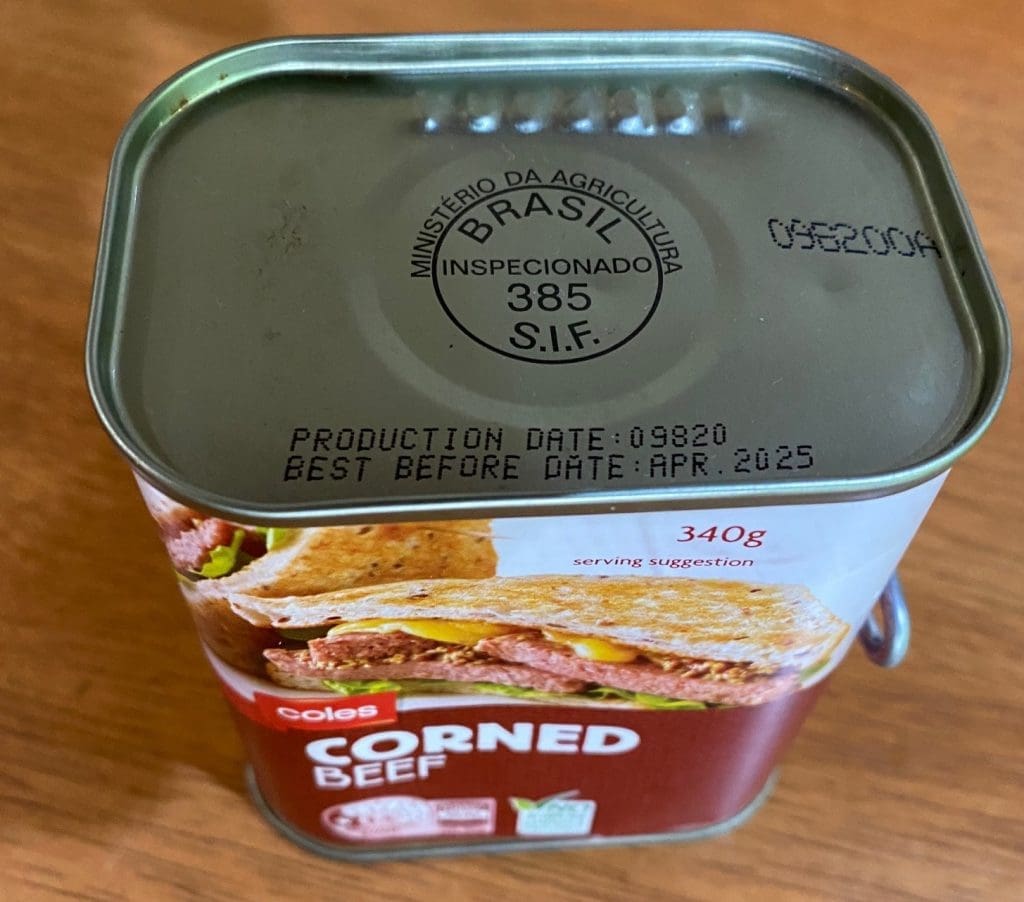 MINISTÉRIO DA AGRICULTURA
BRASIL
INSPECIONADO
385
S.I.F.
09820OA
PRODUCTION DATE:09820
BEST BEFORE DATE:APR.2025
340g
serving suggestion
coles
CORNED
BEEF